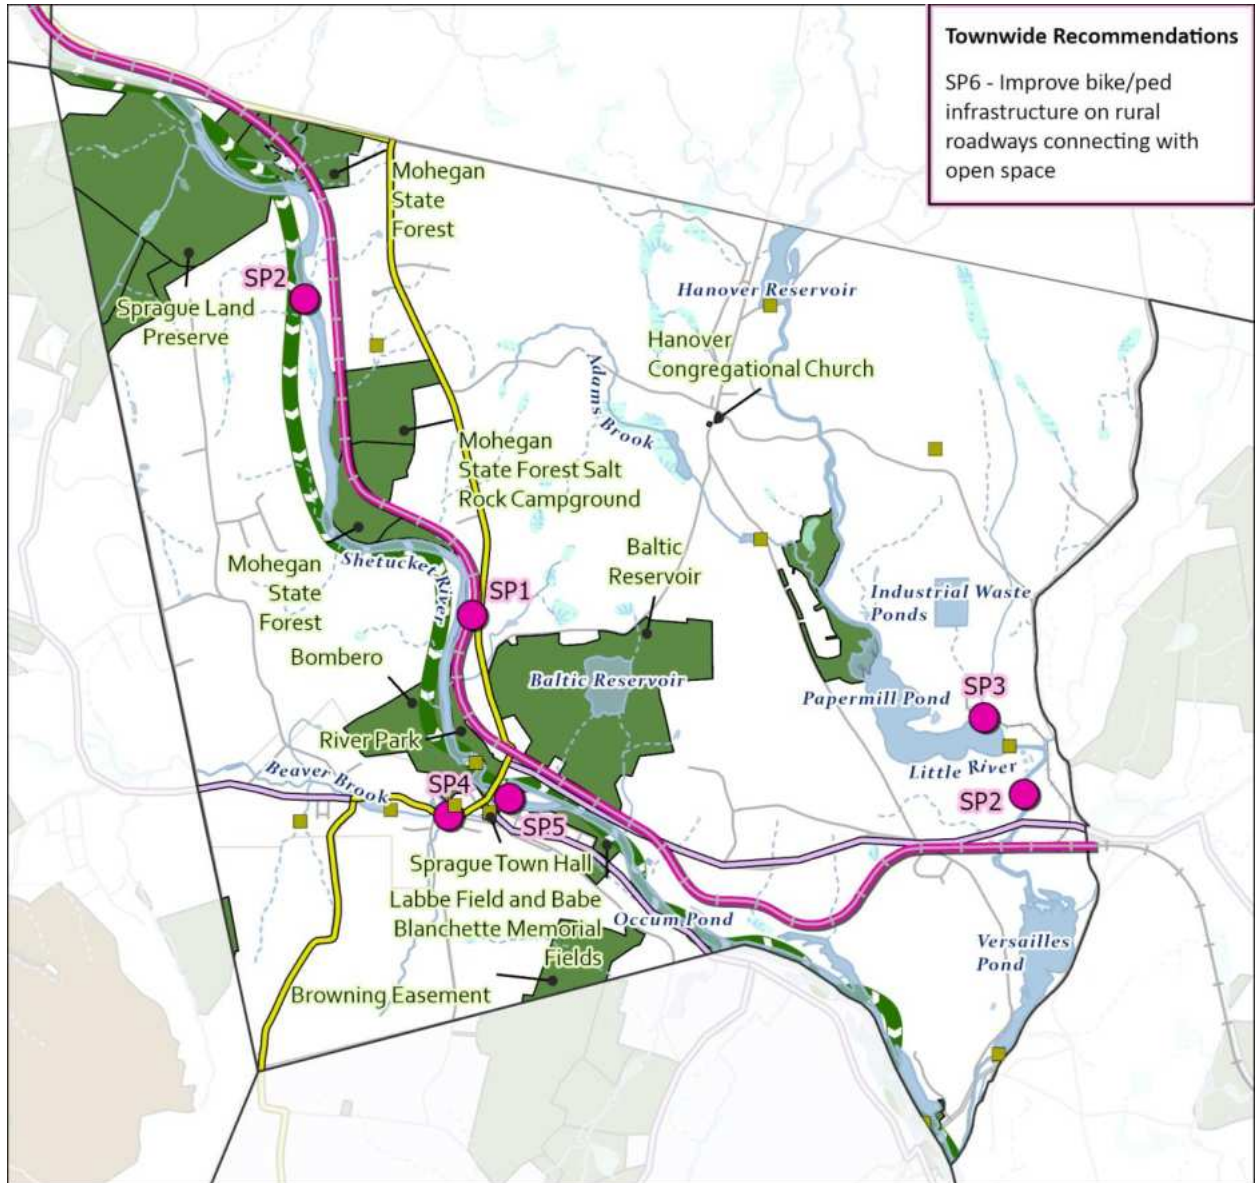 Townwide Recommendations
SP6 - Improve bike/ped
infrastructure on rural
roadways connecting with
open space
Mohegan
State
Forest
SP2
Sprague Land
Preserve
Hanover Reservoir
Hanover
Congregational Church
Adams Brook
Mohegan
State Forest Salt
Rock Campground
Mohegan
State
Forest
Shetucket River
Baltic
Reservoir
SP1
Industrial Waste
Ponds
Bombero
Baltic Reservoir
Papermill Pond
SP3
River Park
Beaver Brook
Little River
SP4
SP2
SP5
Sprague Town Hall
Labbe Field and Babe
Blanchette Memorial
Fields
Occum Pond
Versailles
Pond
Browning Easement